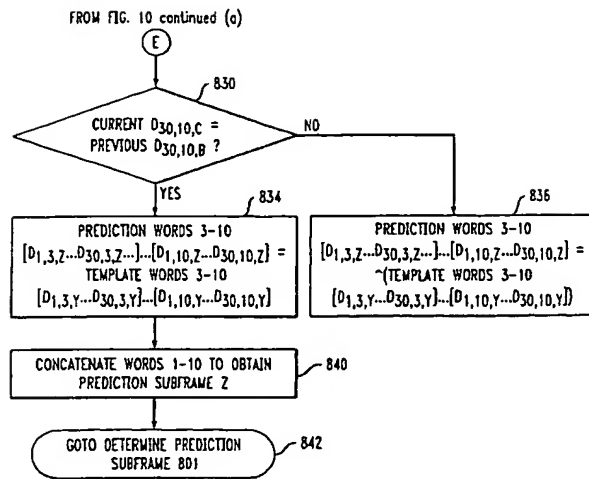 FROM FIG. 10 continued (a)
E
830
CURRENT D30,10,C =
PREVIOUS D30,10,B ?
NO
YES
834
PREDICTION WORDS 3-10
[D1,3,Z...D30,3,Z...]...[D1,10,Z...D30,10,Z] =
TEMPLATE WORDS 3-10
[D1,3,Y...D30,3,Y]...[D1,10,Y...D30,10,Y]
836
PREDICTION WORDS 3-10
[D1,3,Z...D30,3,Z...]...[D1,10,Z...D30,10,Z] =
^(TEMPLATE WORDS 3-10
[D1,3,Y...D30,3,Y]...[D1,10,Y...D30,10,Y])
CONCATENATE WORDS 1-10 TO OBTAIN
PREDICTION SUBFRAME Z
840
GOTO DETERMINE PREDICTION
SUBFRAME 801
842